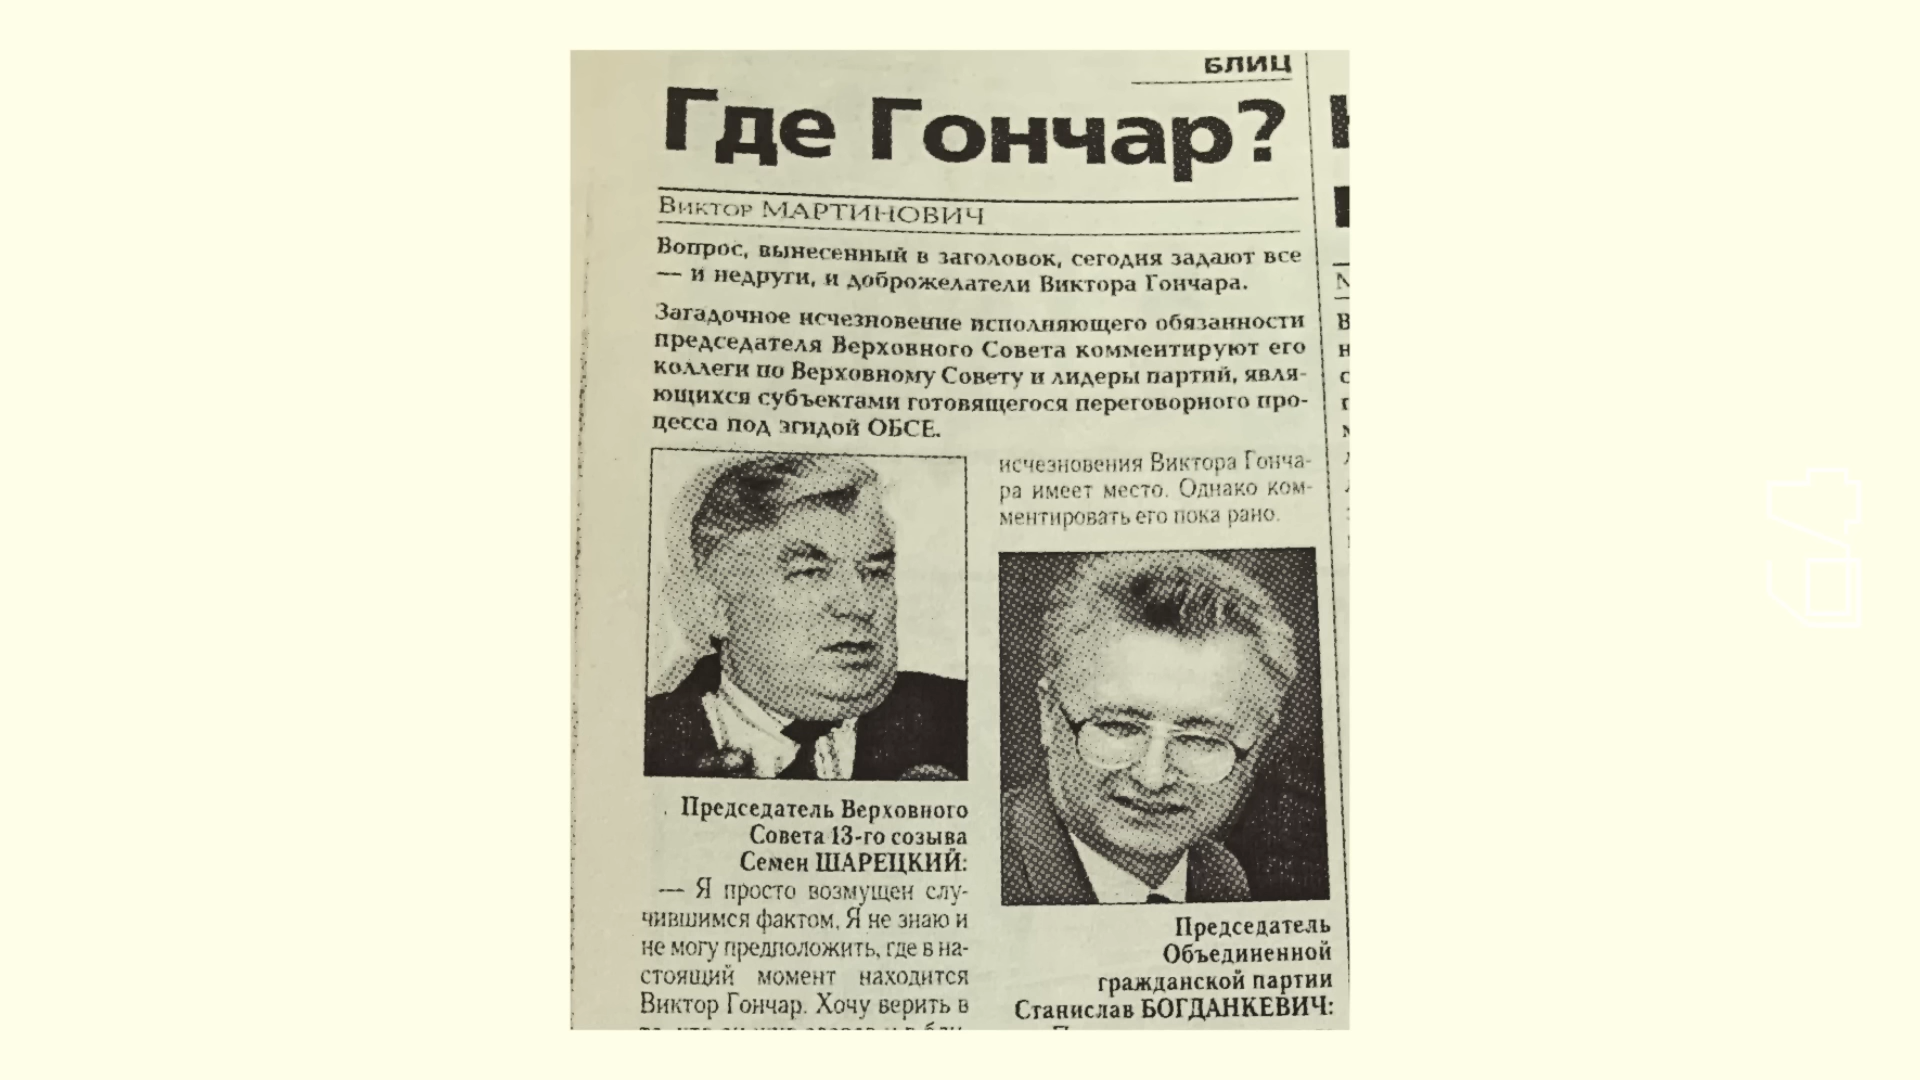 БЛИЦ
Где Гончар?
Виктор МАРТИНОВИЧ
Вопрос, вынесенный в заголовок, сегодня задают все
— и недруги, и доброжелатели Виктора Гончара.
Загадочное исчезновение исполняющего обязанности
председателя Верховного Совета комментируют его
коллеги по Верховному Совету и лидеры партий, явля-
ющихся субъектами готовящегося переговорного про-
цесса под эгидой ОБСЕ.
Председатель Верховного
Совета 13-го созыва
Семен ШАРЕЦКИЙ:
— Я просто возмущен слу-
чившимся фактом. Я не знаю и
не могу предположить, где в на-
стоящий момент находится
Виктор Гончар. Хочу верить в
исчезновения Виктора Гонча-
ра имеет место. Однако ком-
ментировать его пока рано.
Председатель
Объединенной
гражданской партии
Станислав БОГДАНКЕВИЧ: